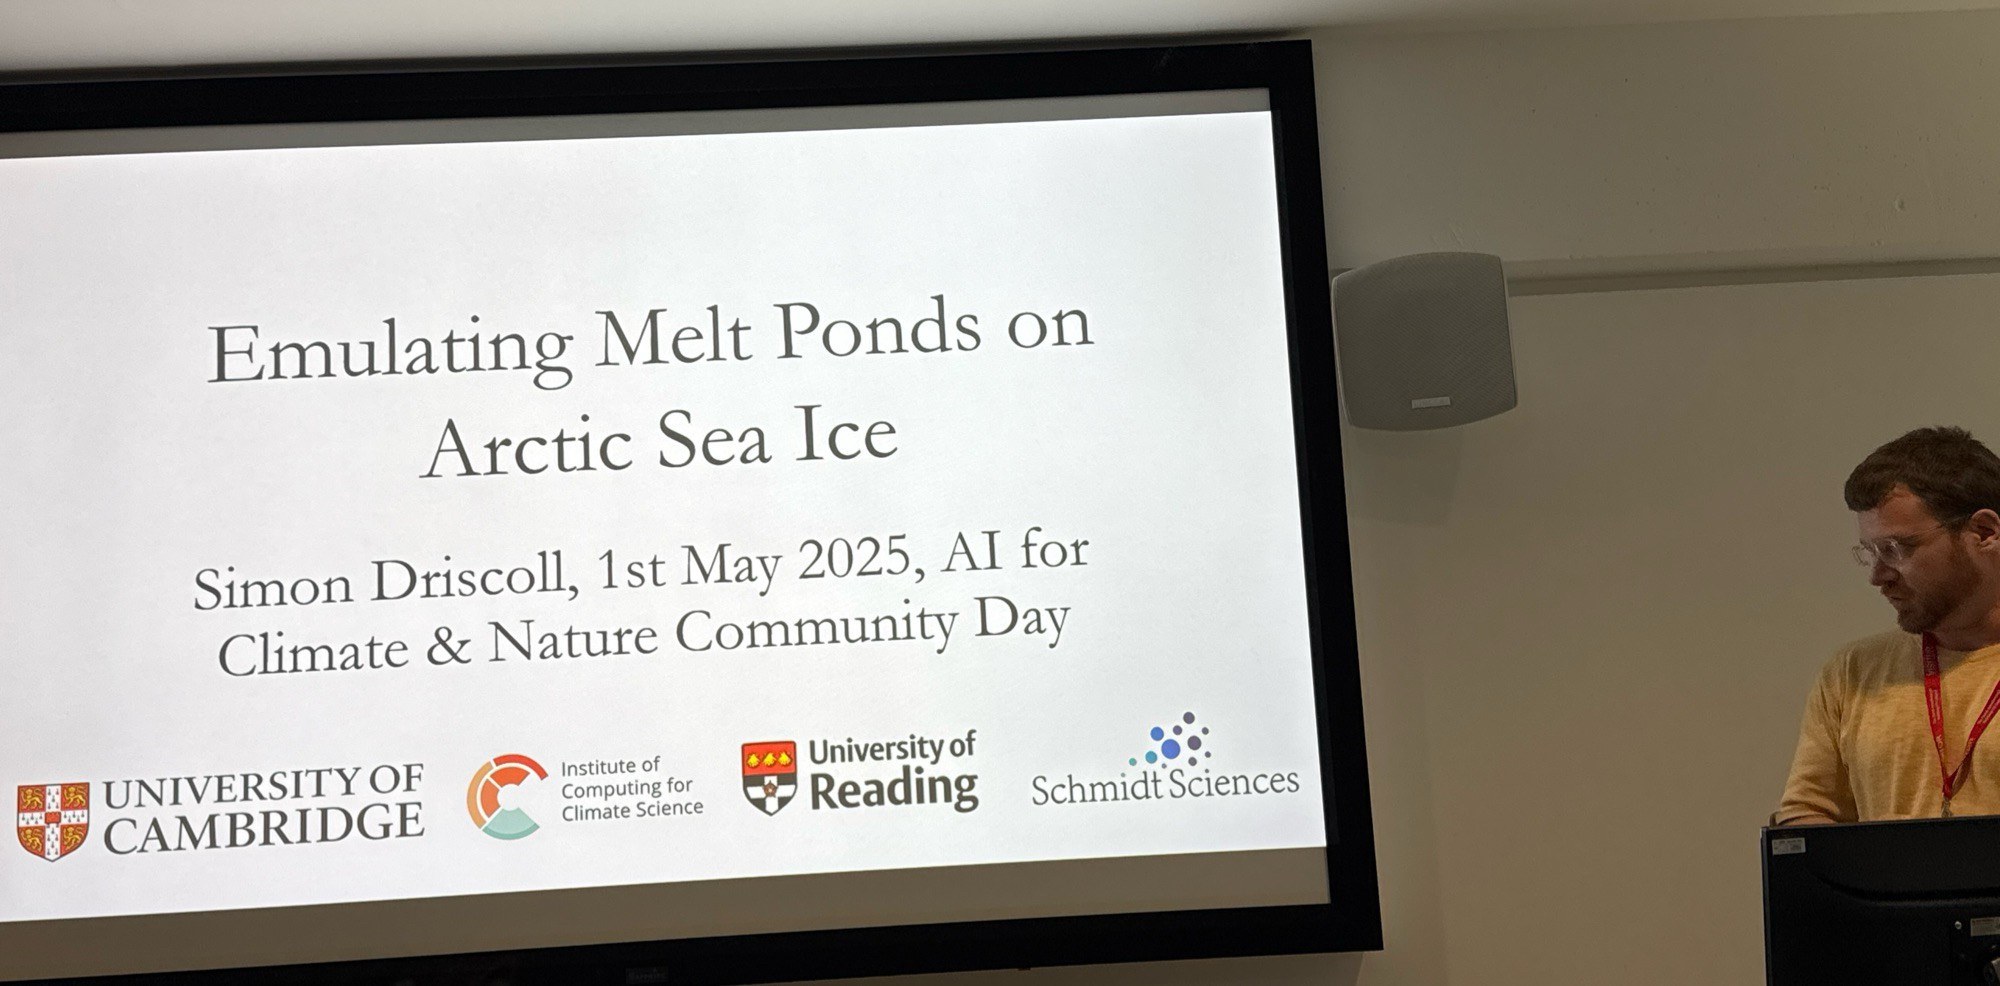 Emulating Melt Ponds on
Arctic Sea Ice
Simon Driscoll, 1st May 2025, AI for
Climate & Nature Community Day
UNIVERSITY OF
CAMBRIDGE
Institute of
Computing for
Climate Science
University of
Reading
Schmidt Sciences